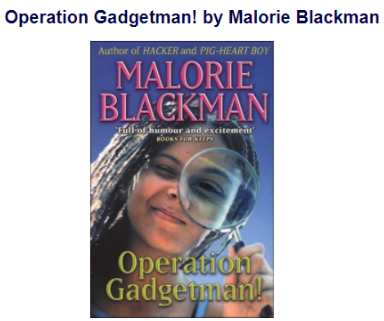 Operation Gadgetman! by Malorie Blackman
Author of HACKER and PIG-HEART BOY
MALORIE
BLACKMAN
'Full of humour and excitement'
BOOKS FOR KEEPS
Operation
Gadgetman!